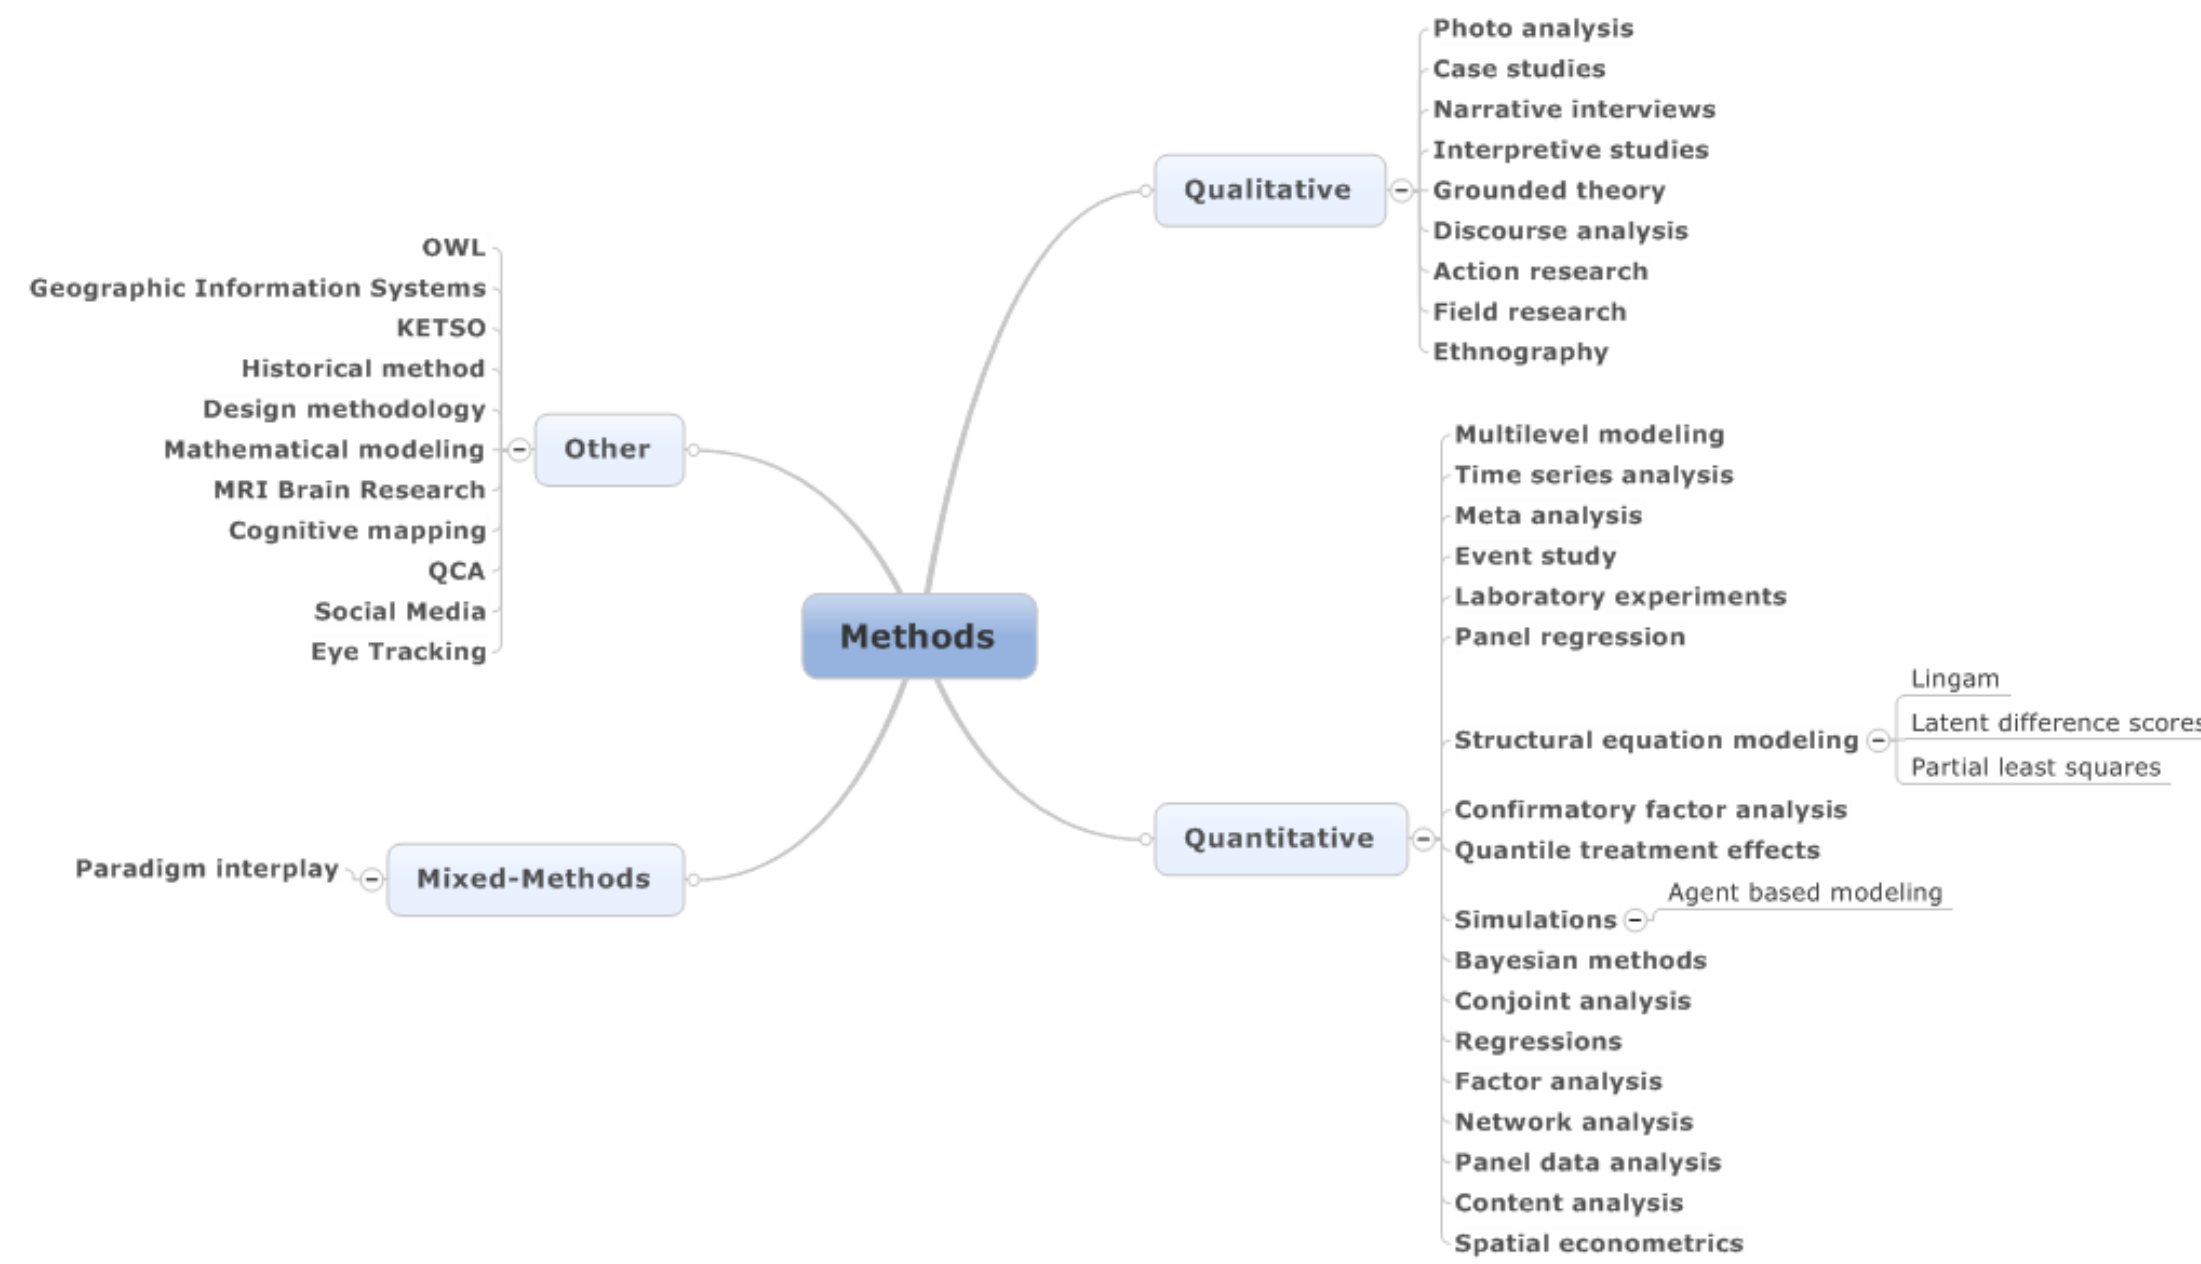 Methods
Qualitative
Photo analysis
Case studies
Narrative interviews
Interpretive studies
Grounded theory
Discourse analysis
Action research
Field research
Ethnography
Quantitative
Multilevel modeling
Time series analysis
Meta analysis
Event study
Laboratory experiments
Panel regression
Structural equation modeling
Lingam
Latent difference scores
Partial least squares
Confirmatory factor analysis
Quantile treatment effects
Simulations
Agent based modeling
Bayesian methods
Conjoint analysis
Regressions
Factor analysis
Network analysis
Panel data analysis
Content analysis
Spatial econometrics
Other
OWL
Geographic Information Systems
KETSO
Historical method
Design methodology
Mathematical modeling
MRI Brain Research
Cognitive mapping
QCA
Social Media
Eye Tracking
Mixed-Methods
Paradigm interplay